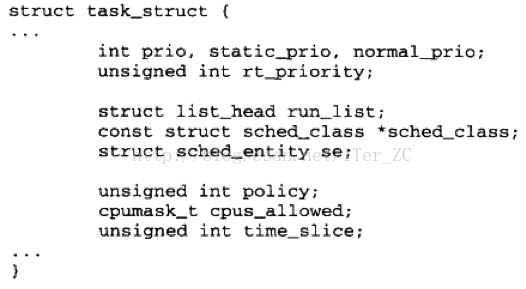 struct task_struct {
...
        int prio, static_prio, normal_prio;
        unsigned int rt_priority;

        struct list_head run_list;
        const struct sched_class *sched_class;
        struct sched_entity se;
http://blog.csdn.net/iTer_ZC

        unsigned int policy;
        cpumask_t cpus_allowed;
        unsigned int time_slice;
...
}